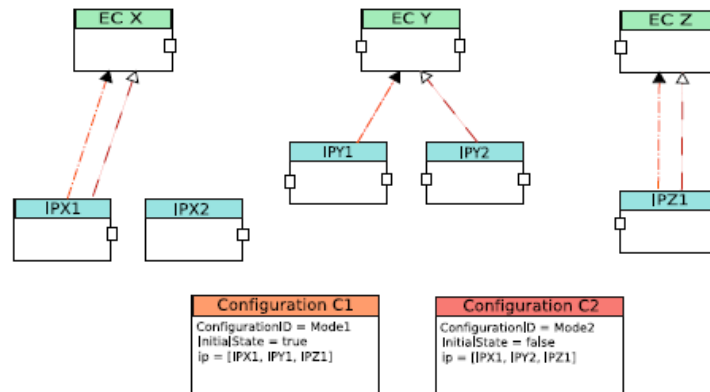 EC X
EC Y
EC Z
IPY1
IPY2
IPX1
IPX2
IPZ1
Configuration C1
ConfigurationID = Mode1
InitialState = true
ip = [IPX1, IPY1, IPZ1]
Configuration C2
ConfigurationID = Mode2
InitialState = false
ip = [IPX1, IPY2, IPZ1]